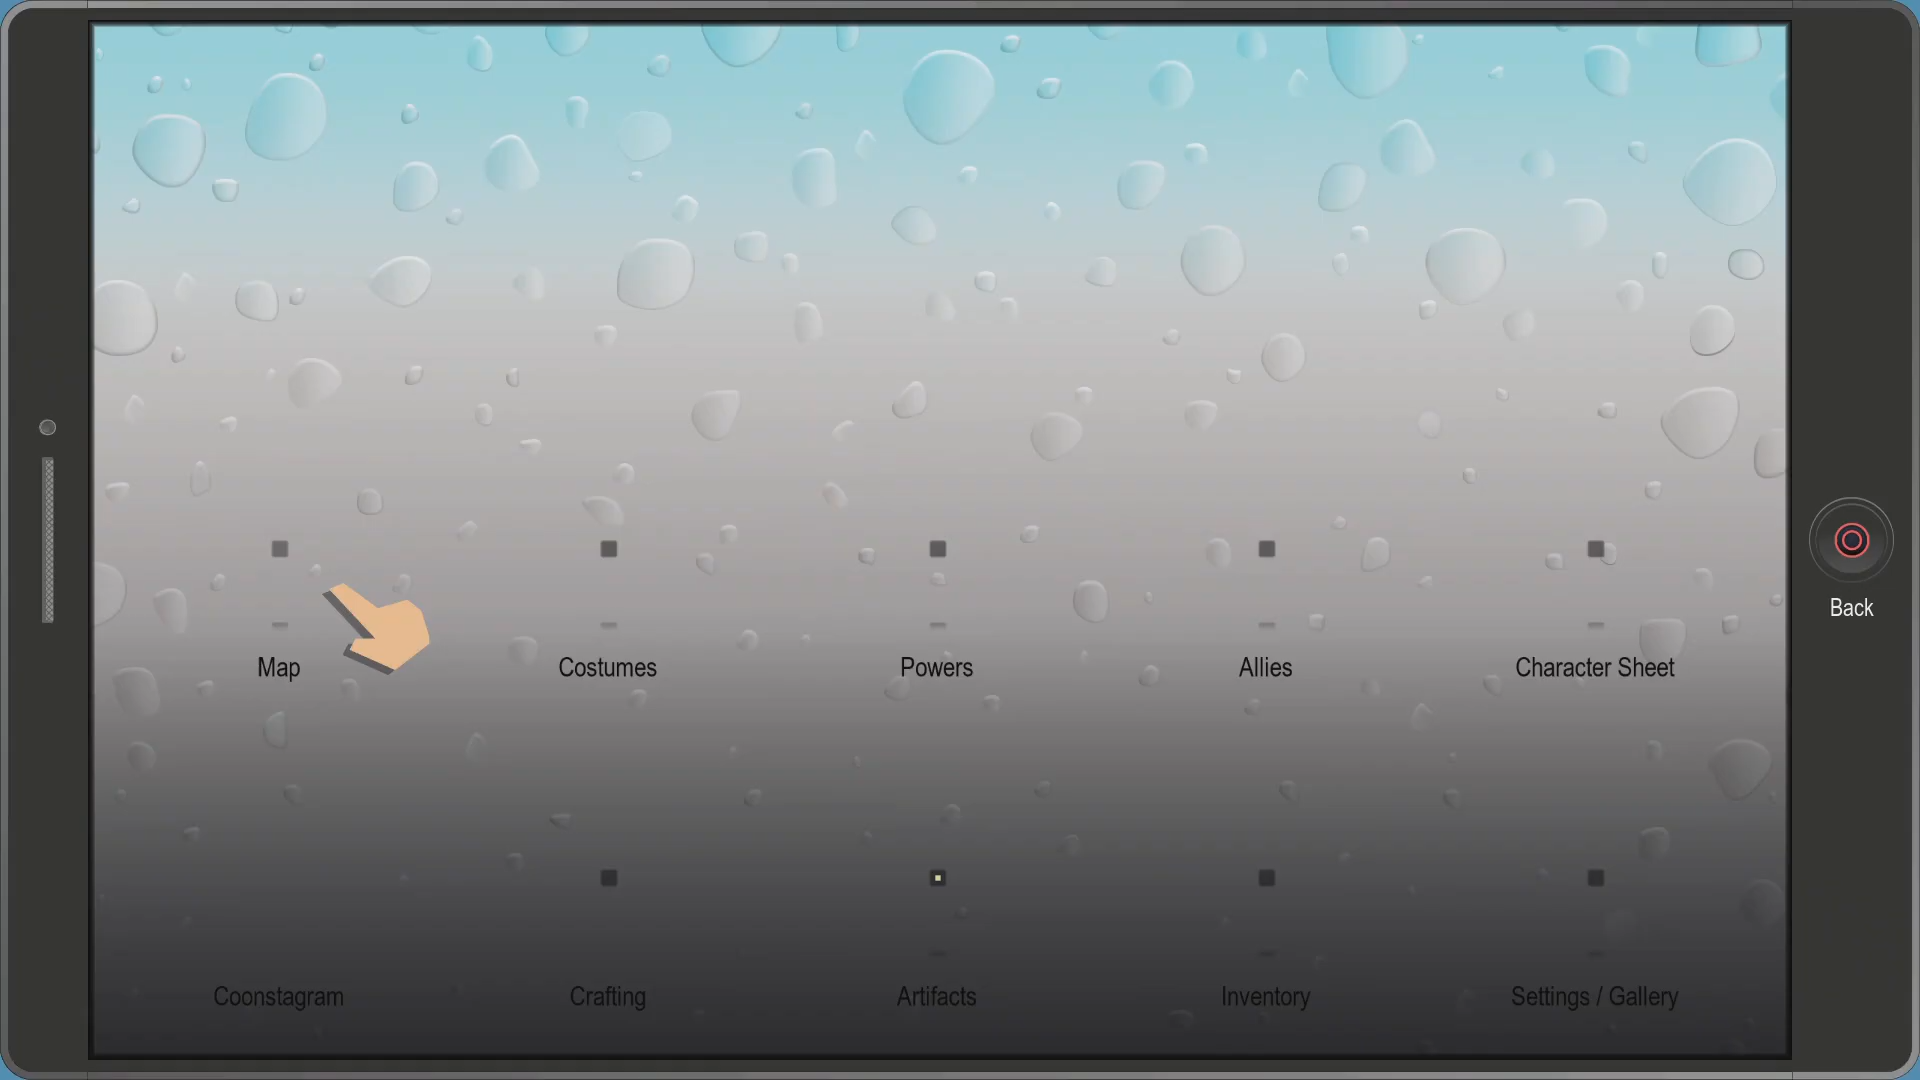 Back
Map
Costumes
Powers
Allies
Character Sheet
Coonstagram
Crafting
Artifacts
Inventory
Settings / Gallery